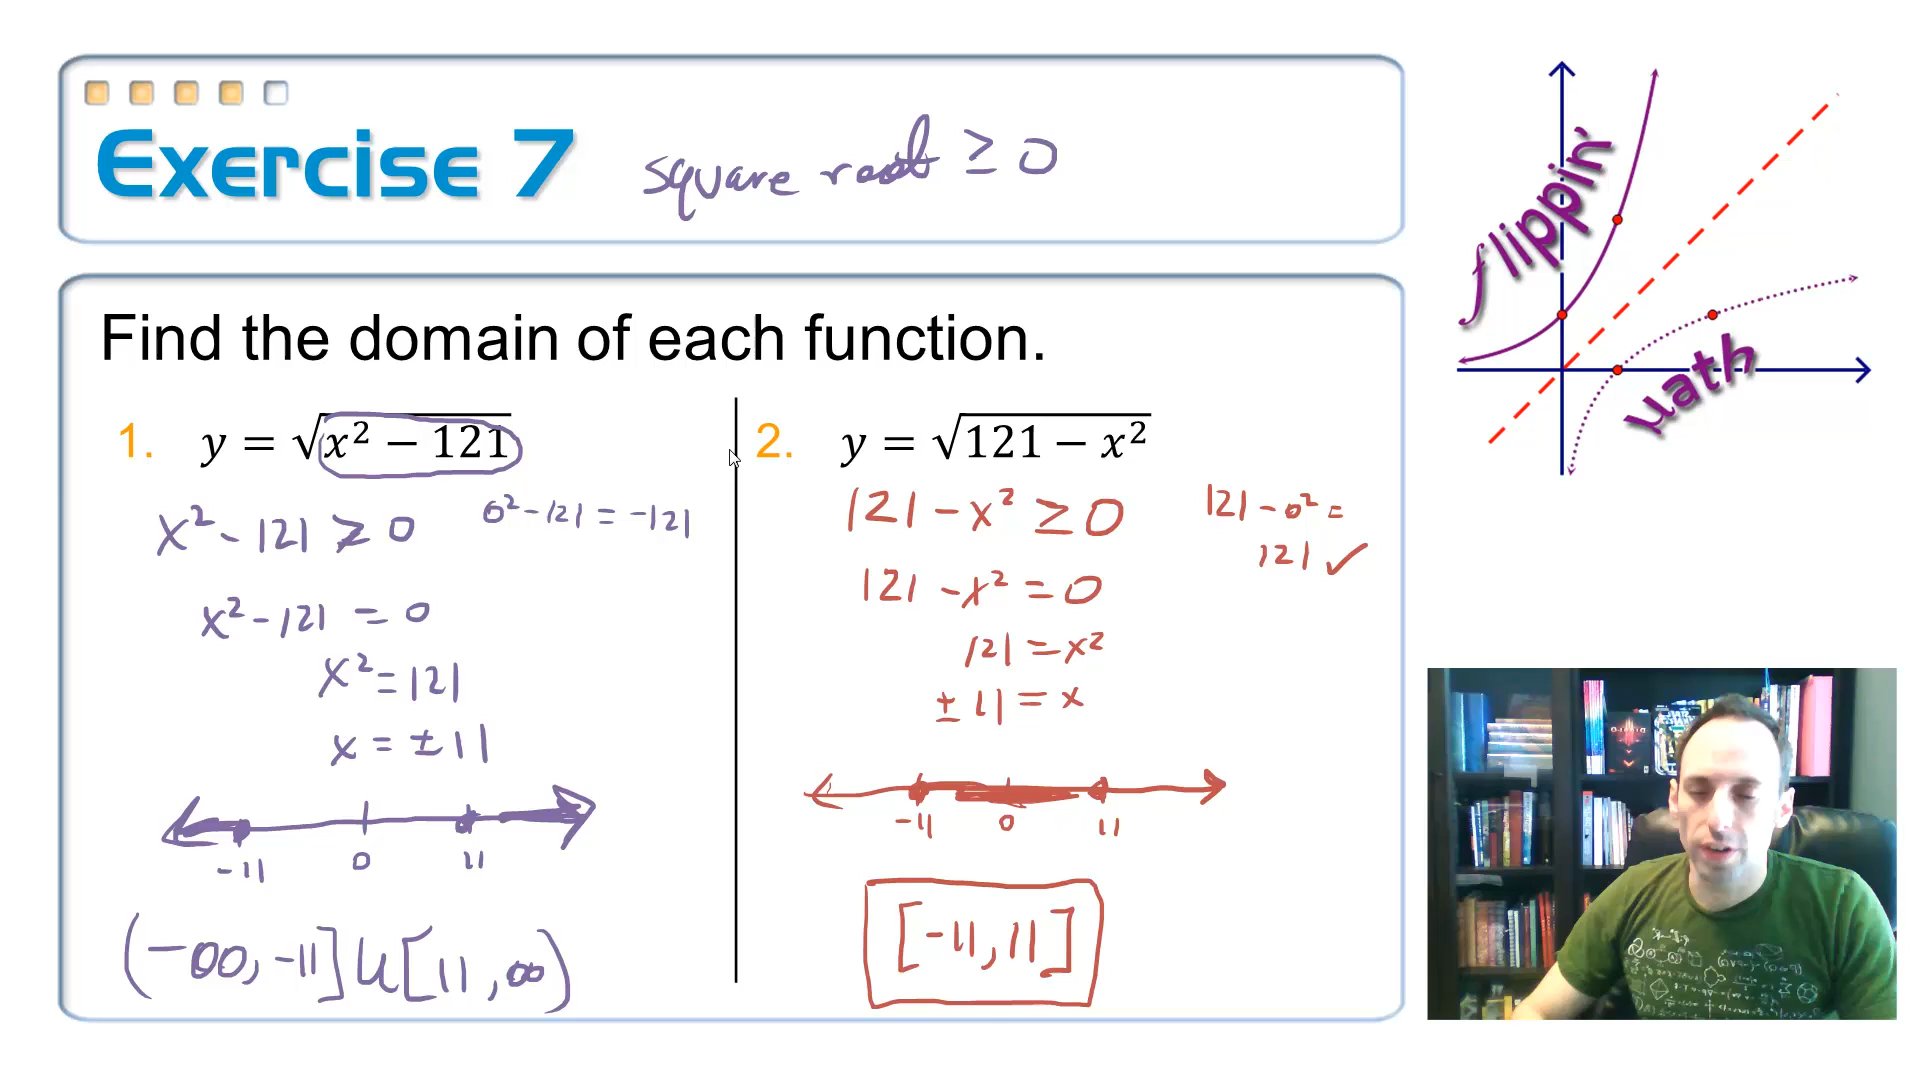 Exercise 7
square root ≥ 0
flippin'
math
Find the domain of each function.
1. y = √(x² − 121)
x² - 121 ≥ 0
0² - 121 = -121
x² - 121 = 0
x² = 121
x = ± 11
-11 0 11
(-∞, -11] U [11, ∞)
2. y = √(121 − x²)
121 - x² ≥ 0
121 - 0² =
121 ✓
121 - x² = 0
121 = x²
± 11 = x
-11 0 11
[-11, 11]
DIABLO